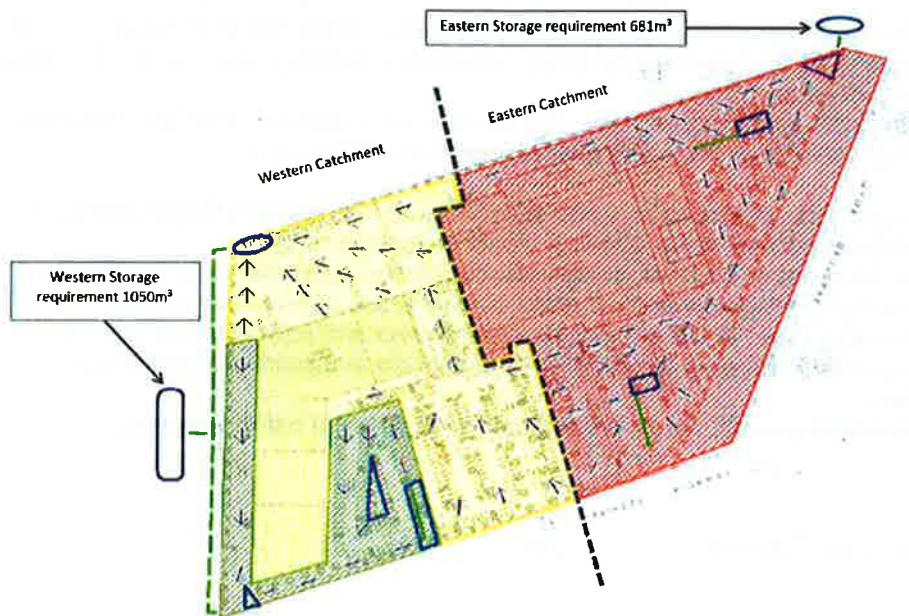 Eastern Storage requirement 681m³
Eastern Catchment
Western Catchment
Western Storage
requirement 1050m³